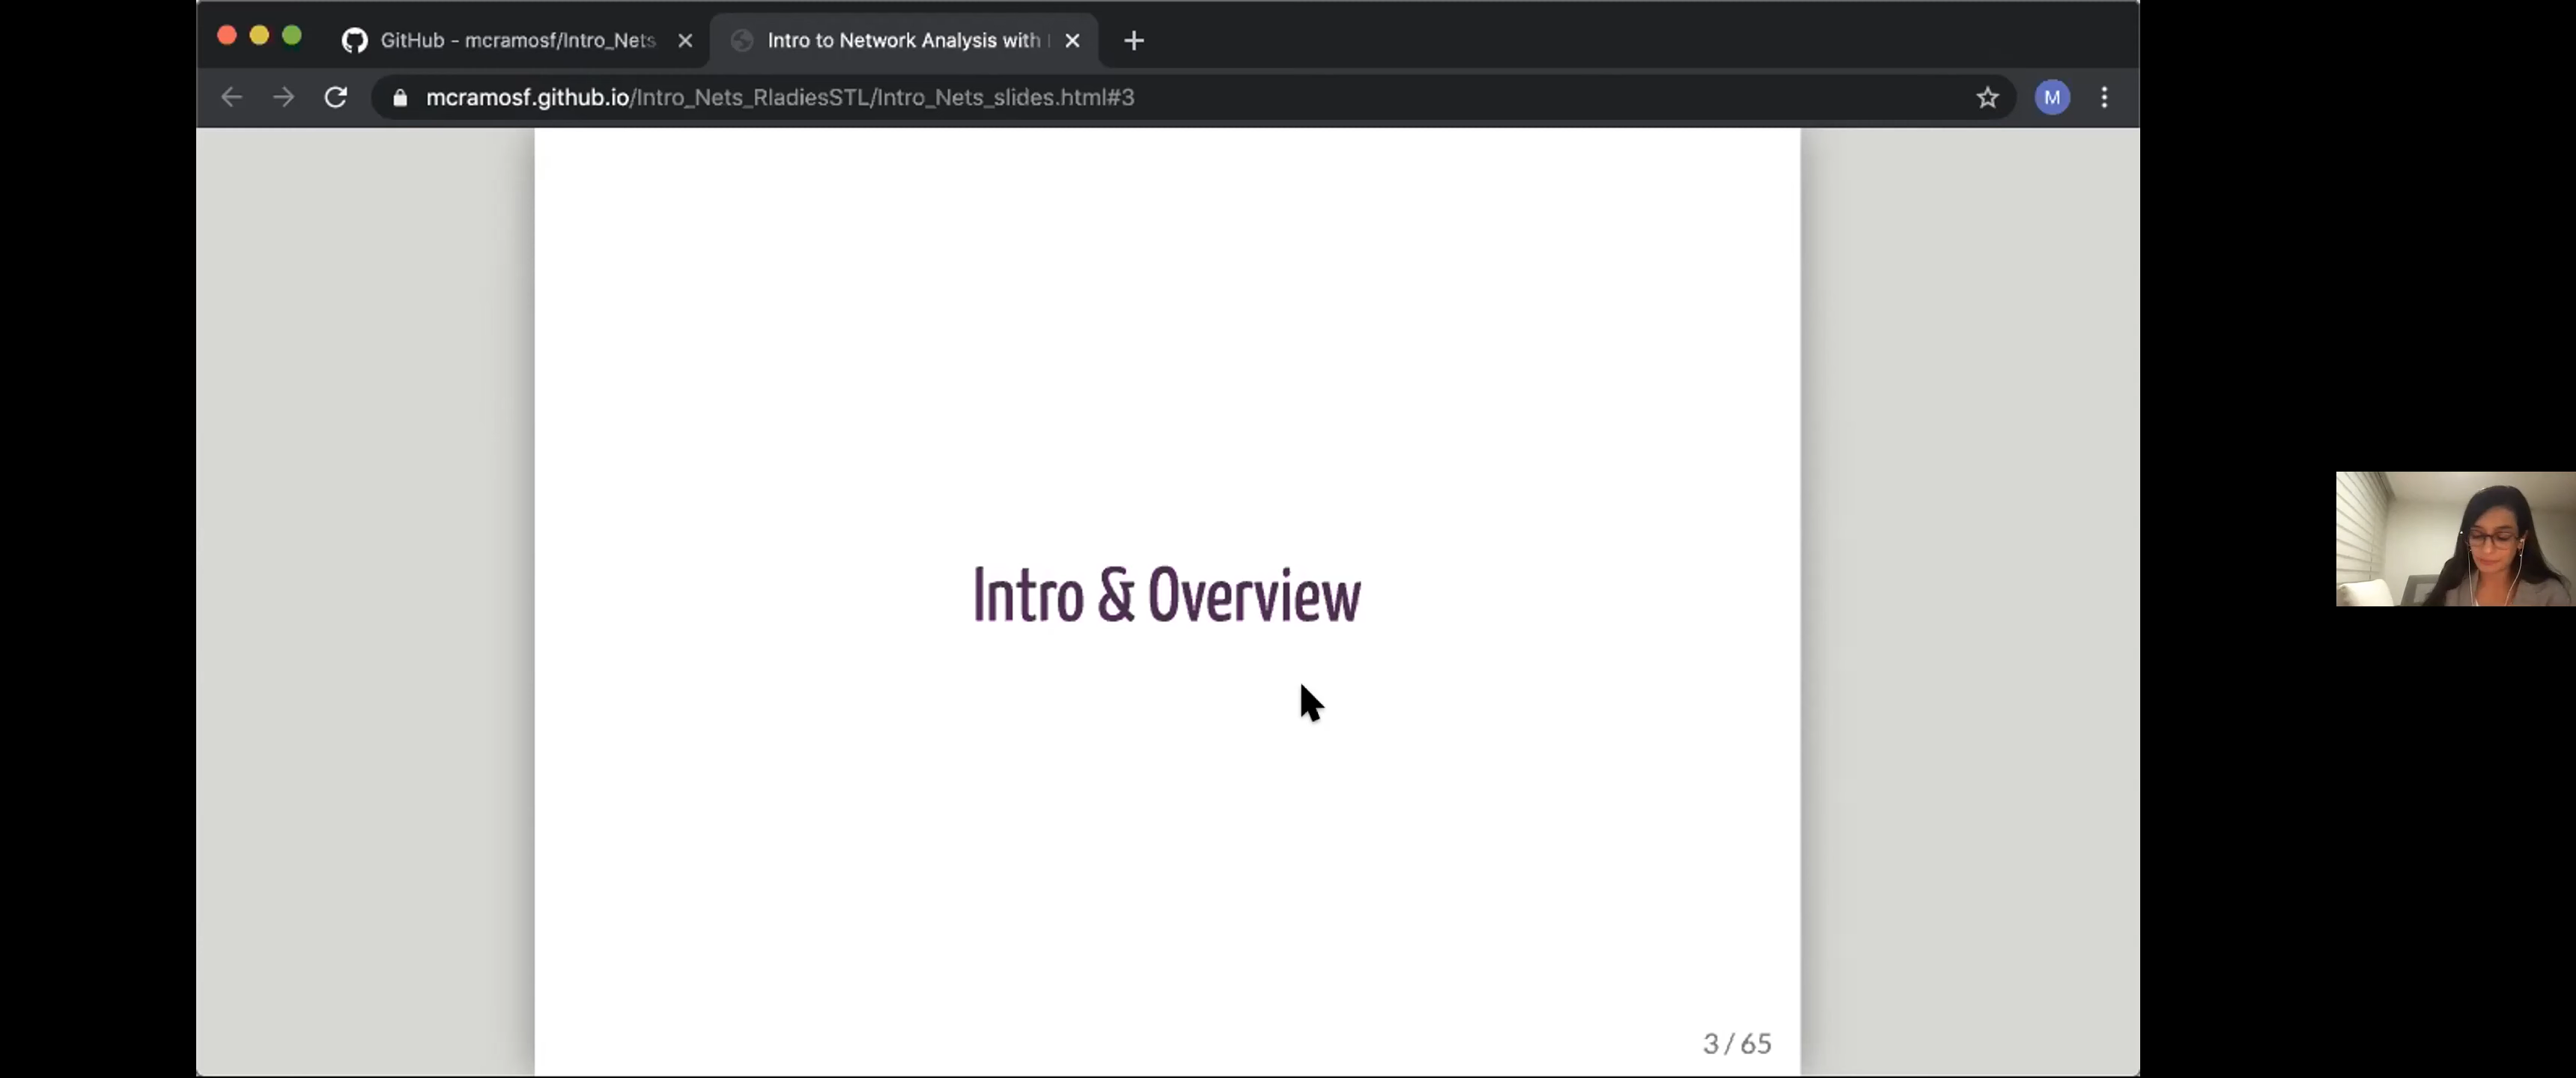 GitHub - mcramosf/Intro_Nets
Intro to Network Analysis with
mcramosf.github.io/Intro_Nets_RladiesSTL/Intro_Nets_slides.html#3
M
Intro & Overview
3 / 65